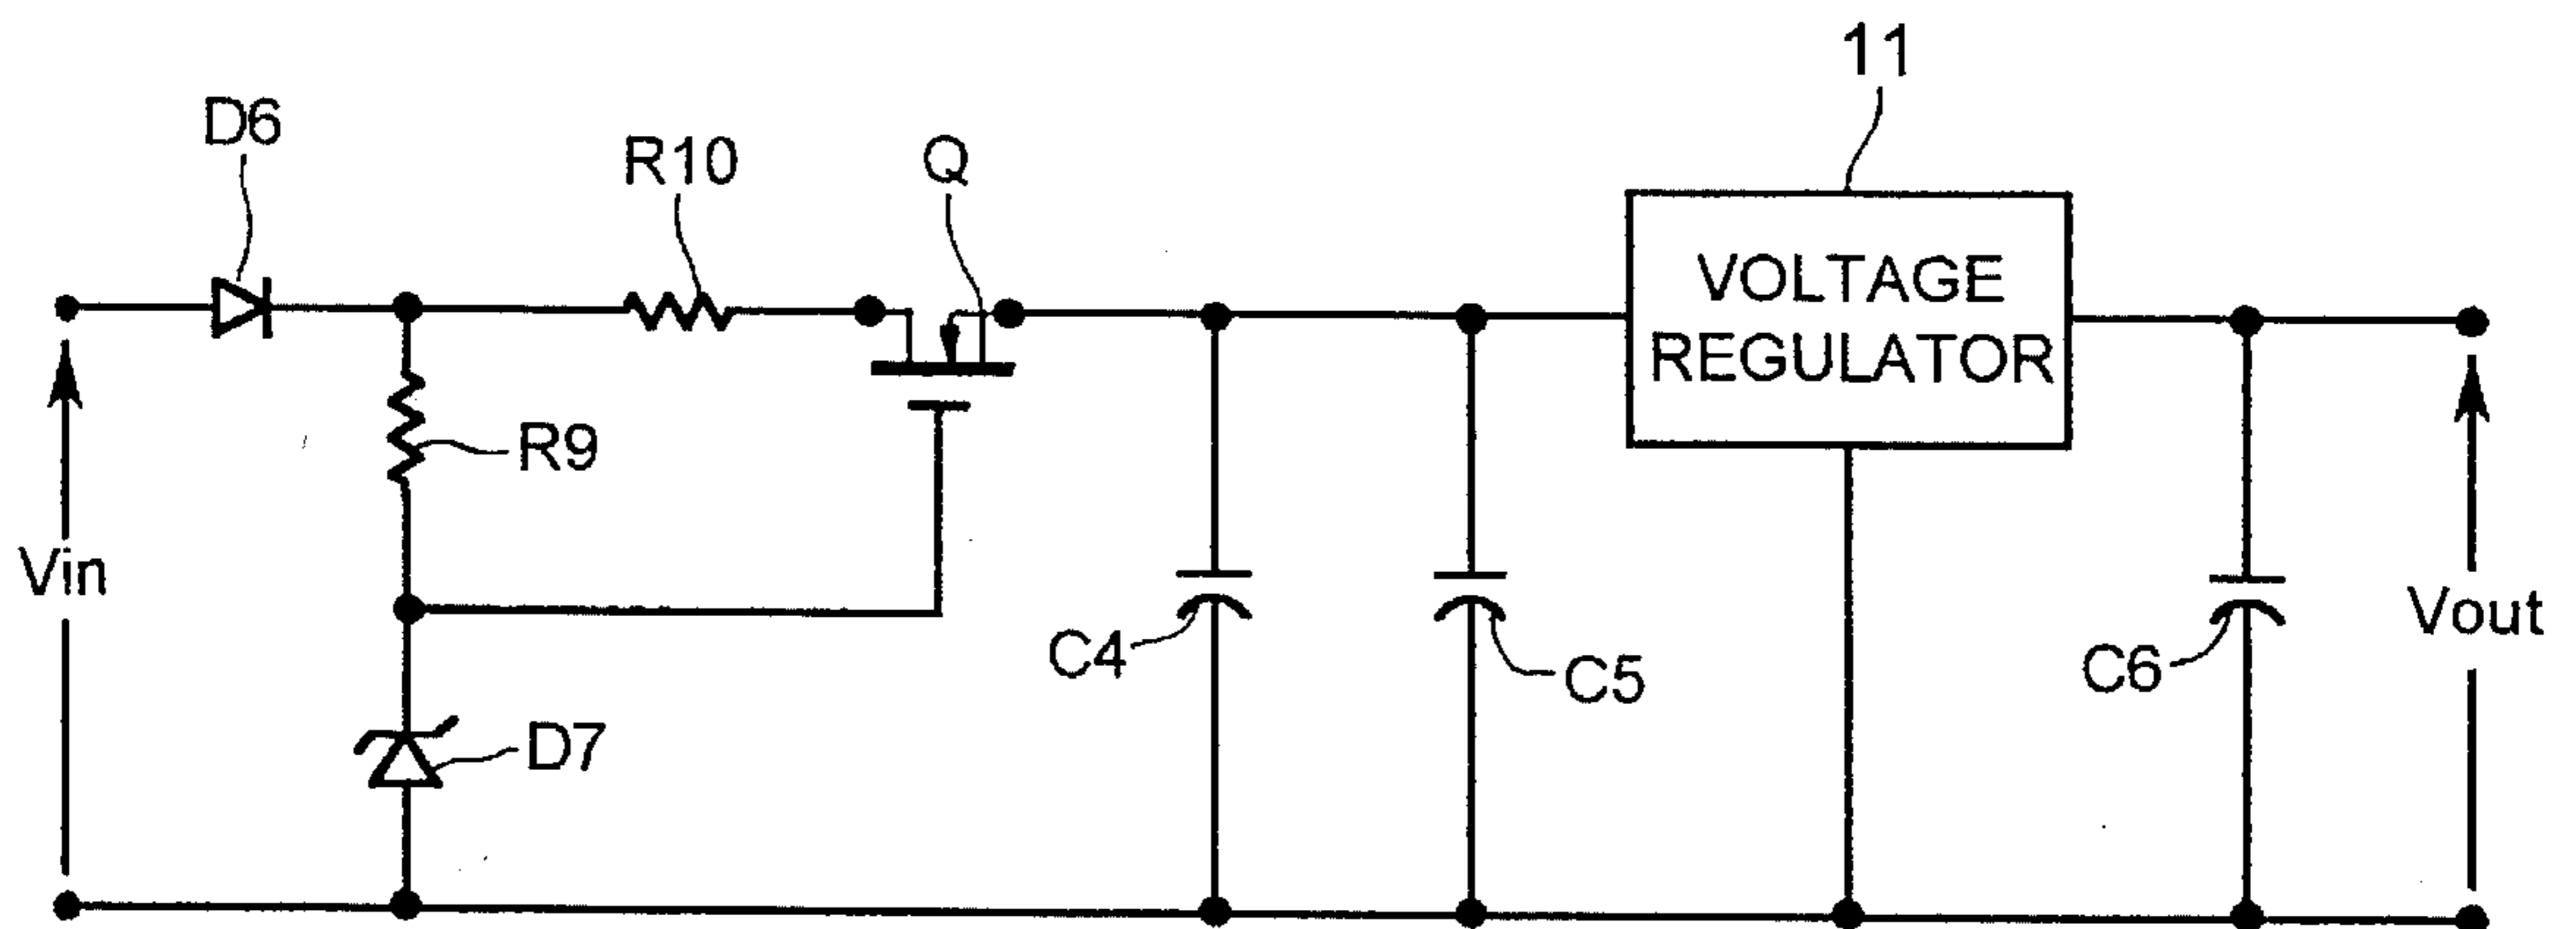 11
D6
R10
Q
VOLTAGE
REGULATOR
R9
Vin
Vout
C4
C5
C6
D7